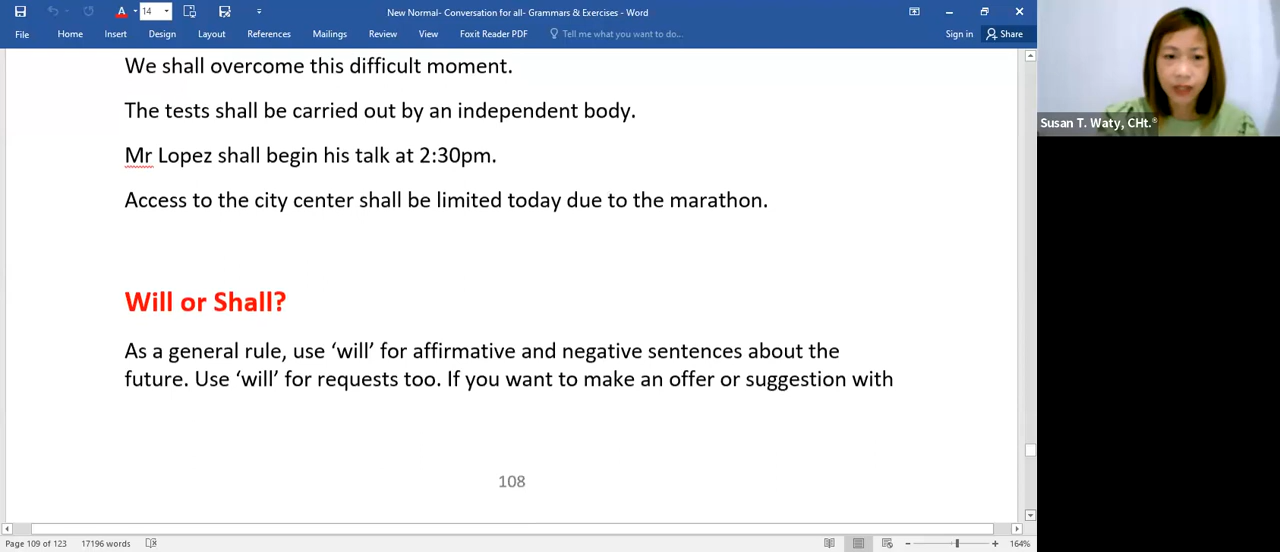 14
New Normal- Conversation for all- Grammars & Exercises - Word
File Home Insert Design Layout References Mailings Review View Foxit Reader PDF Tell me what you want to do... Sign in Share
We shall overcome this difficult moment.
The tests shall be carried out by an independent body.
Mr Lopez shall begin his talk at 2:30pm.
Access to the city center shall be limited today due to the marathon.
Will or Shall?
As a general rule, use ‘will’ for affirmative and negative sentences about the
future. Use ‘will’ for requests too. If you want to make an offer or suggestion with
108
Page 109 of 123 17196 words 164%
Susan T. Waty, CHt.®